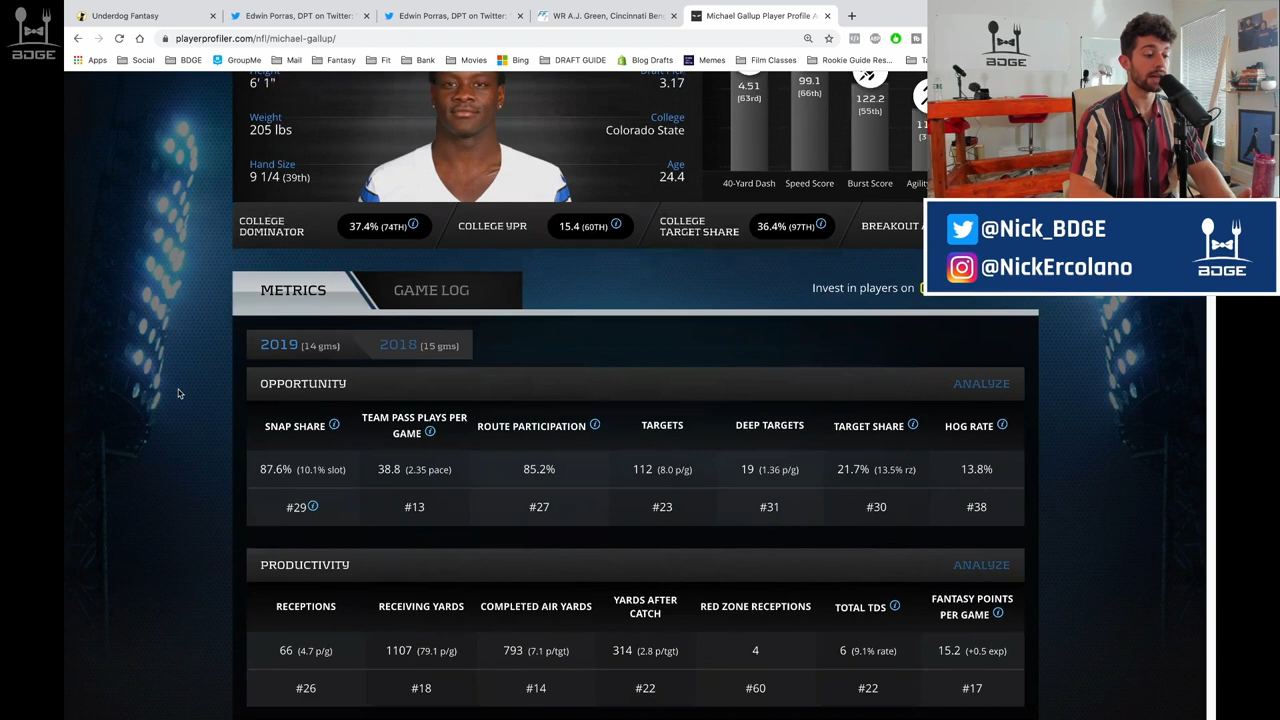 BDGE
Underdog Fantasy
Edwin Porras, DPT on Twitter:
Edwin Porras, DPT on Twitter:
WR A.J. Green, Cincinnati Ben
Michael Gallup Player Profile A
playerprofiler.com/nfl/michael-gallup/
Apps Social BDGE GroupMe Mail Fantasy Fit Bank Movies Bing DRAFT GUIDE Blog Drafts Memes Film Classes Rookie Guide Res...
BDGE
Height
6' 1"
Draft Pick
3.17
Weight
205 lbs
College
Colorado State
Hand Size
9 1/4 (39th)
Age
24.4
4.51
(63rd)
99.1
(66th)
122.2
(55th)
40-Yard Dash Speed Score Burst Score Agility
COLLEGE DOMINATOR 37.4% (74TH) COLLEGE YPR 15.4 (60TH) COLLEGE TARGET SHARE 36.4% (97TH) BREAKOUT
@Nick_BDGE
@NickErcolano
BDGE
METRICS GAME LOG
Invest in players on
2019 (14 gms) 2018 (15 gms)
OPPORTUNITY ANALYZE
SNAP SHARE TEAM PASS PLAYS PER GAME ROUTE PARTICIPATION TARGETS DEEP TARGETS TARGET SHARE HOG RATE
87.6% (10.1% slot) 38.8 (2.35 pace) 85.2% 112 (8.0 p/g) 19 (1.36 p/g) 21.7% (13.5% rz) 13.8%
#29 #13 #27 #23 #31 #30 #38
PRODUCTIVITY ANALYZE
RECEPTIONS RECEIVING YARDS COMPLETED AIR YARDS YARDS AFTER CATCH RED ZONE RECEPTIONS TOTAL TDS FANTASY POINTS PER GAME
66 (4.7 p/g) 1107 (79.1 p/g) 793 (7.1 p/tgt) 314 (2.8 p/tgt) 4 6 (9.1% rate) 15.2 (+0.5 exp)
#26 #18 #14 #22 #60 #22 #17